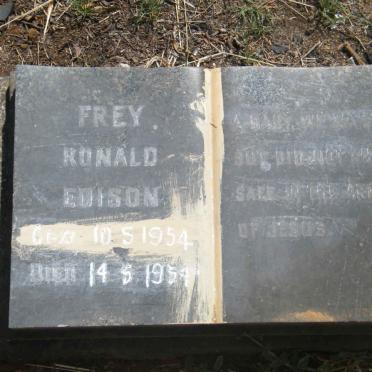 FREY
RONALD
EDISON
GEB. 10 5 1954
DIED 14 5 1954
A
BUT DID NOT
SAFE IN THE
OF JESUS